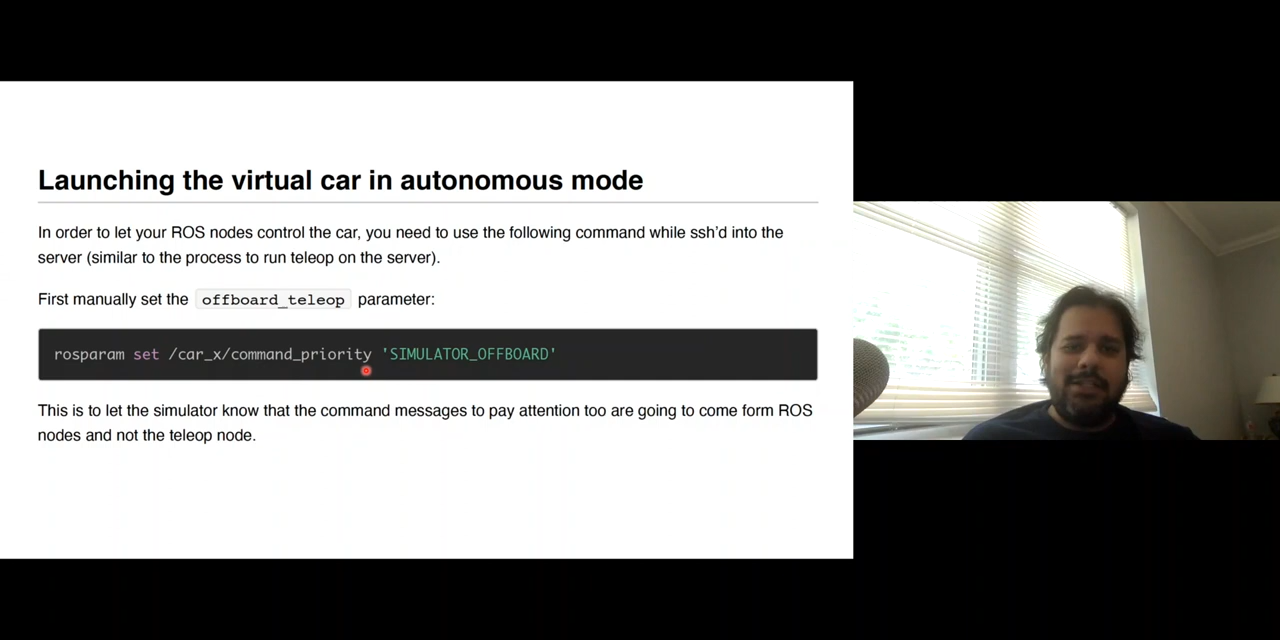 Launching the virtual car in autonomous mode
In order to let your ROS nodes control the car, you need to use the following command while ssh'd into the
server (similar to the process to run teleop on the server).
First manually set the offboard_teleop parameter:
rosparam set /car_x/command_priority 'SIMULATOR_OFFBOARD'
This is to let the simulator know that the command messages to pay attention too are going to come form ROS
nodes and not the teleop node.